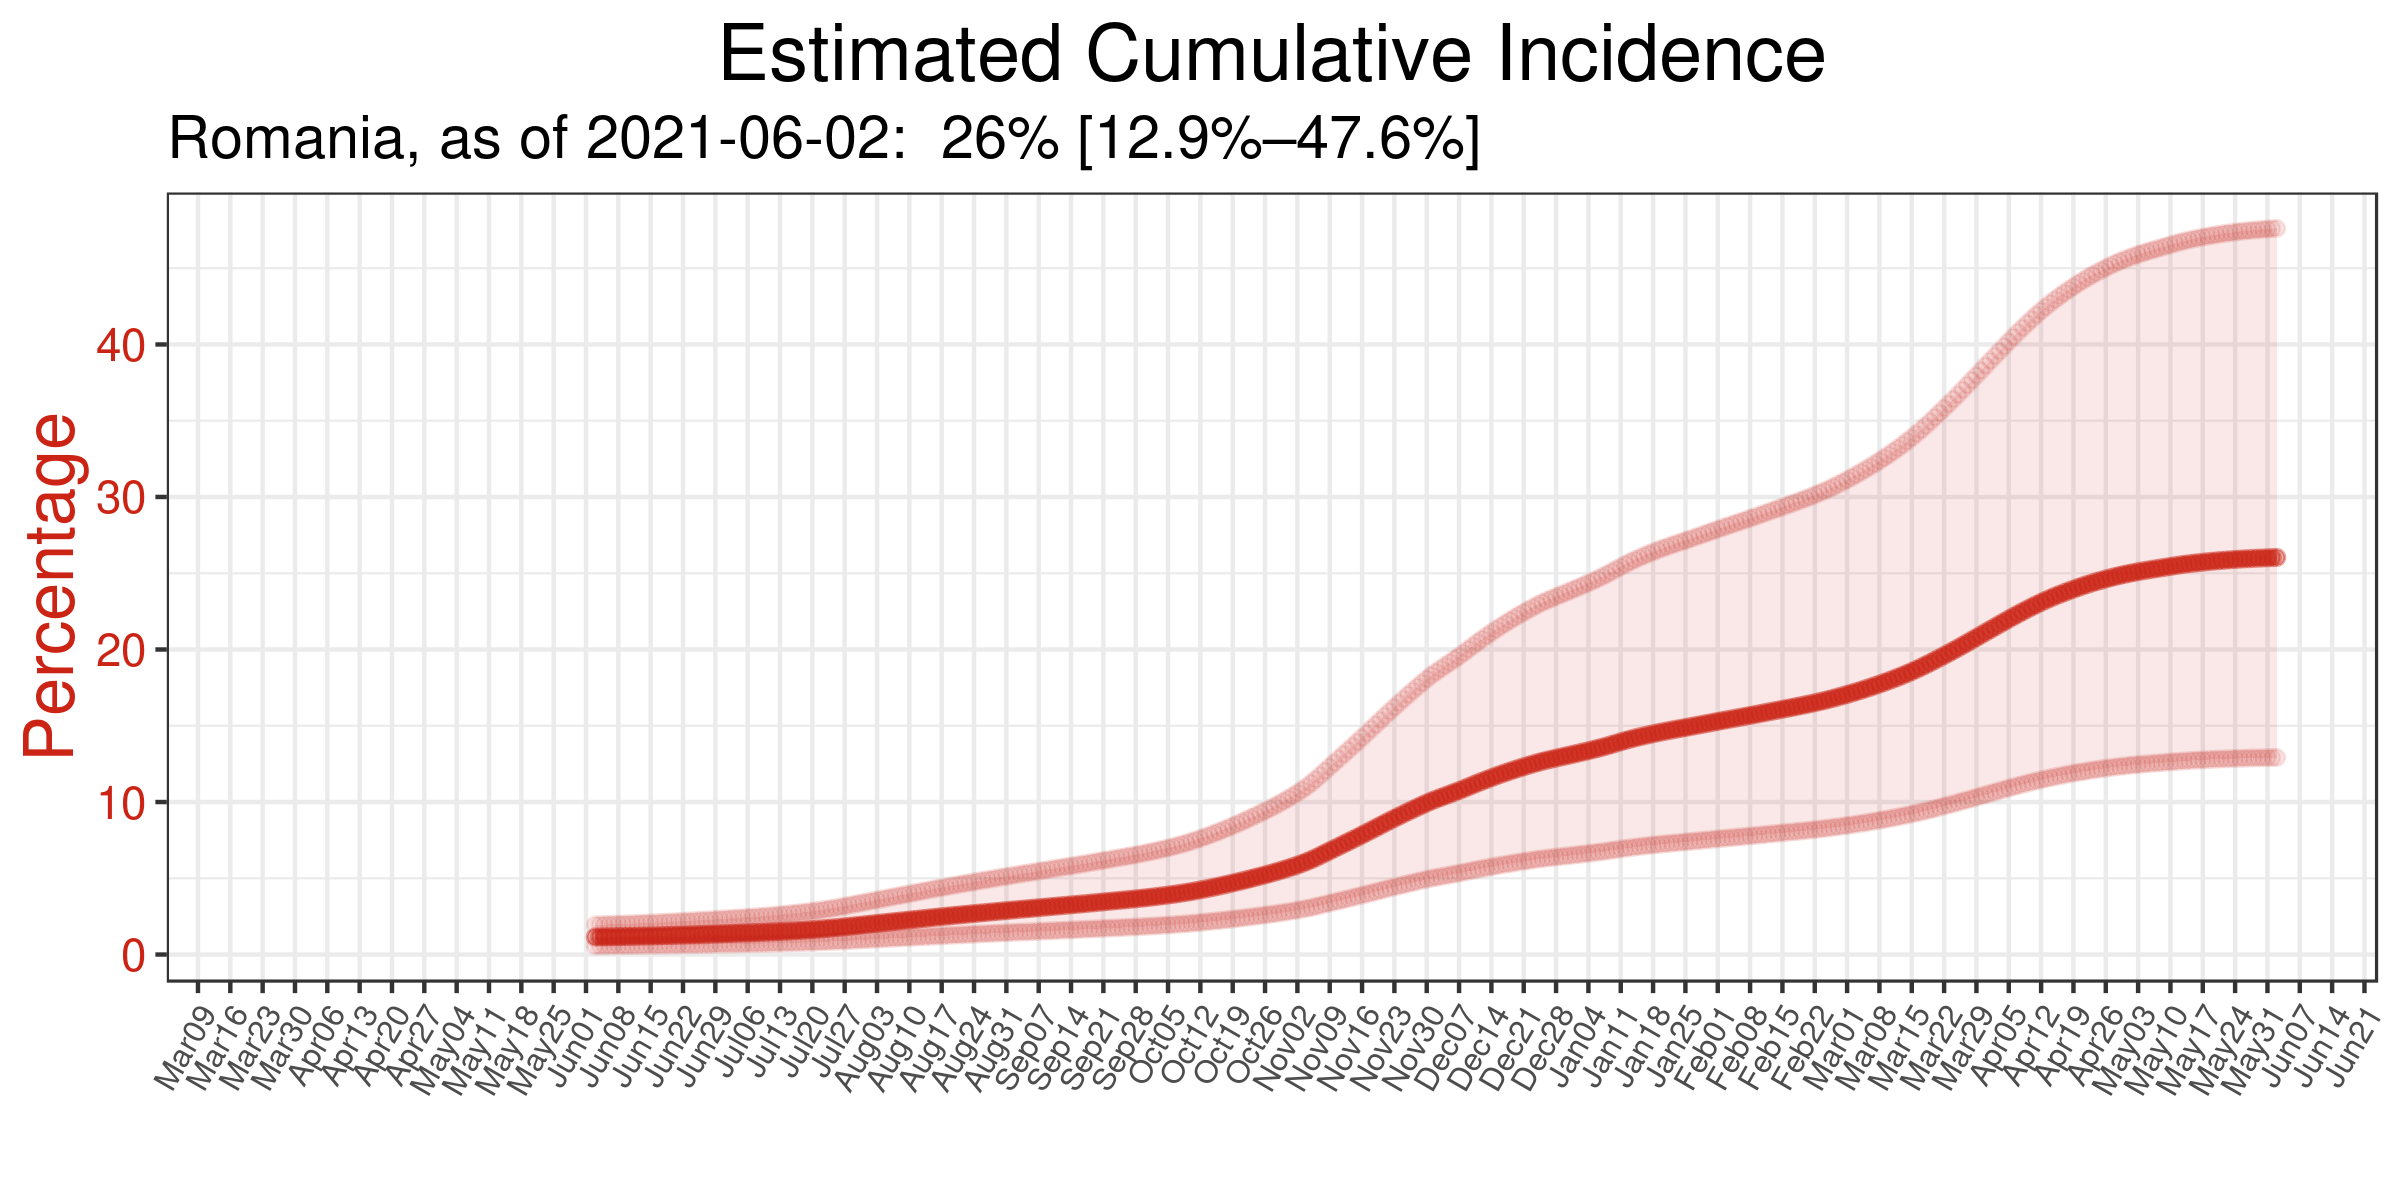 Estimated Cumulative Incidence
Romania, as of 2021-06-02:  26% [12.9%–47.6%]
Percentage
40
30
20
10
0
Mar09
Mar16
Mar23
Mar30
Apr06
Apr13
Apr20
Apr27
May04
May11
May18
May25
Jun01
Jun08
Jun15
Jun22
Jun29
Jul06
Jul13
Jul20
Jul27
Aug03
Aug10
Aug17
Aug24
Aug31
Sep07
Sep14
Sep21
Sep28
Oct05
Oct12
Oct19
Oct26
Nov02
Nov09
Nov16
Nov23
Nov30
Dec07
Dec14
Dec21
Dec28
Jan04
Jan11
Jan18
Jan25
Feb01
Feb08
Feb15
Feb22
Mar01
Mar08
Mar15
Mar22
Mar29
Apr05
Apr12
Apr19
Apr26
May03
May10
May17
May24
May31
Jun07
Jun14
Jun21